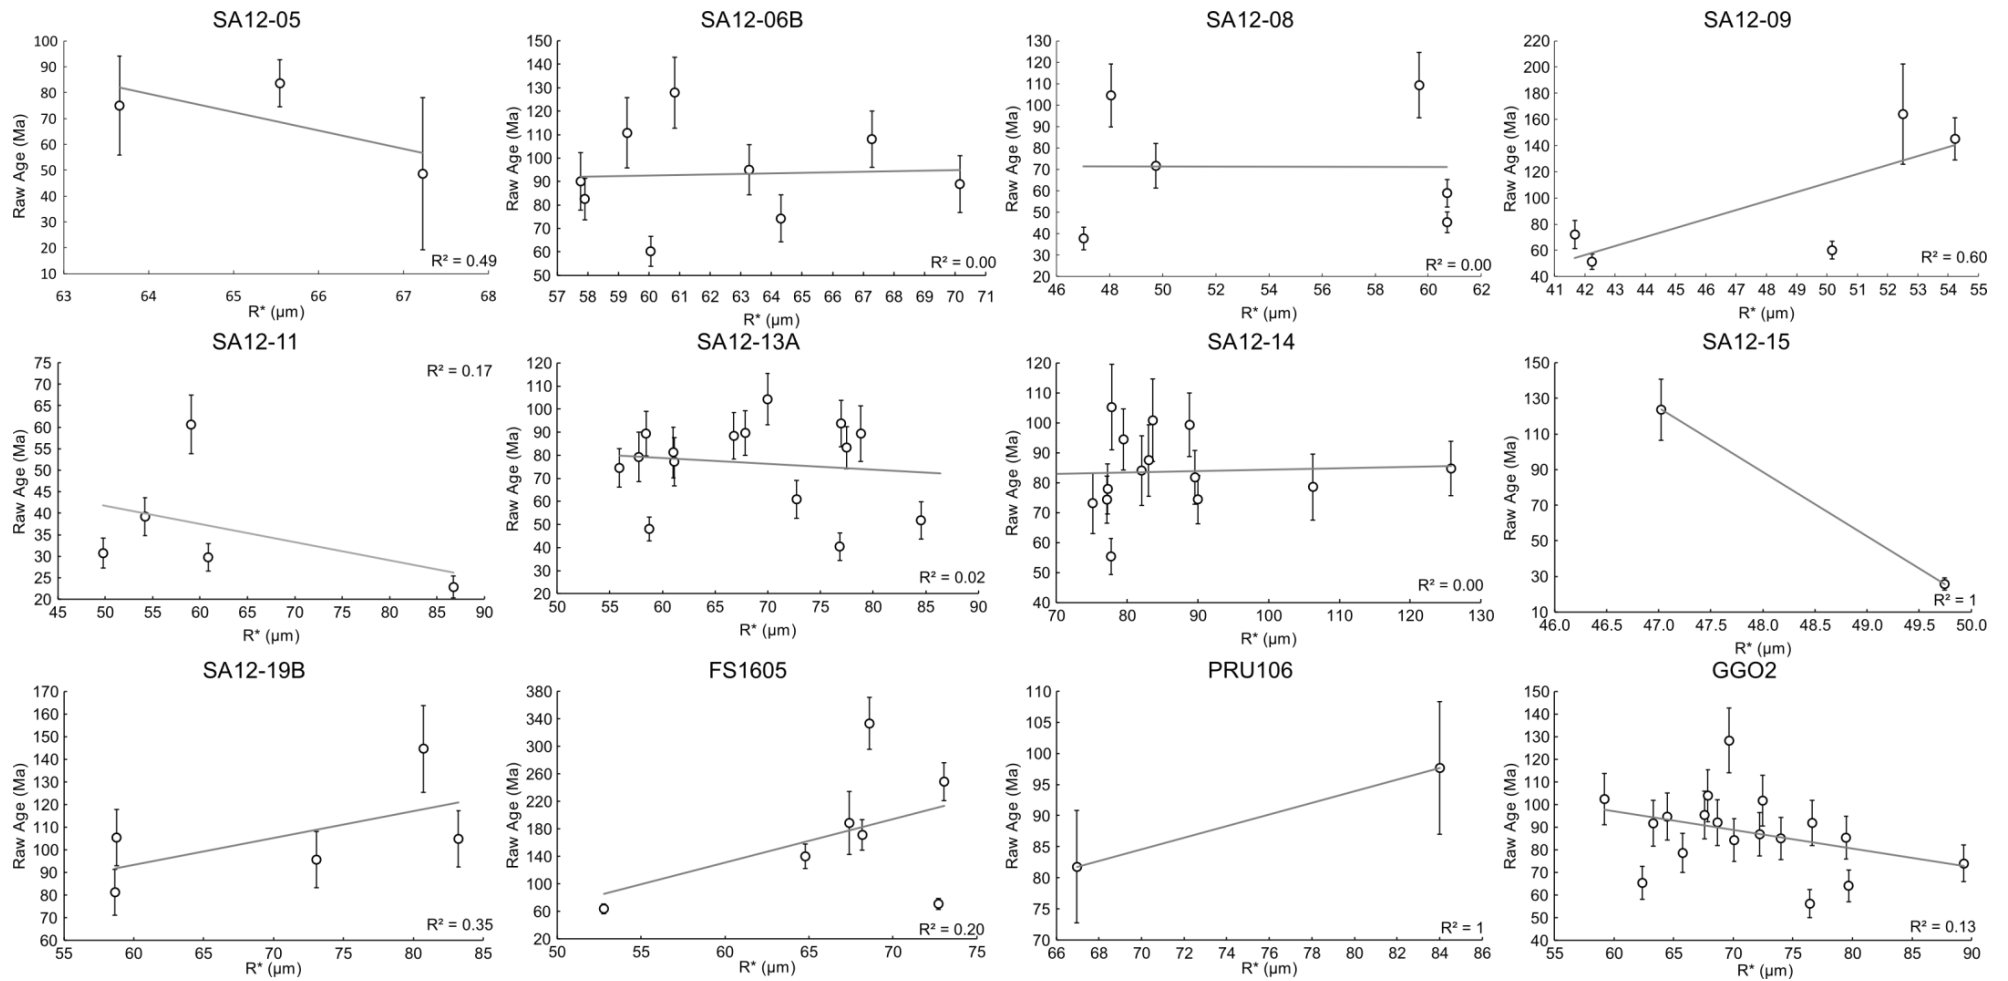 SA12-05
100
90
80
70
60
50
40
30
20
10
Raw Age (Ma)
R² = 0.49
63 64 65 66 67 68
R* (µm)
SA12-06B
150
140
130
120
110
100
90
80
70
60
50
Raw Age (Ma)
R² = 0.00
57 58 59 60 61 62 63 64 65 66 67 68 69 70 71
R* (µm)
SA12-08
130
120
110
100
90
80
70
60
50
40
30
20
Raw Age (Ma)
R² = 0.00
46 48 50 52 54 56 58 60 62
R* (µm)
SA12-09
220
200
180
160
140
120
100
80
60
40
Raw Age (Ma)
R² = 0.60
41 42 43 44 45 46 47 48 49 50 51 52 53 54 55
R* (µm)
SA12-11
75
70
65
60
55
50
45
40
35
30
25
20
Raw Age (Ma)
R² = 0.17
45 50 55 60 65 70 75 80 85 90
R* (µm)
SA12-13A
120
110
100
90
80
70
60
50
40
30
20
Raw Age (Ma)
R² = 0.02
50 55 60 65 70 75 80 85 90
R* (µm)
SA12-14
120
110
100
90
80
70
60
50
40
Raw Age (Ma)
R² = 0.00
70 80 90 100 110 120 130
R* (µm)
SA12-15
150
130
110
90
70
50
30
10
Raw Age (Ma)
R² = 1
46.0 46.5 47.0 47.5 48.0 48.5 49.0 49.5 50.0
R* (µm)
SA12-19B
170
160
150
140
130
120
110
100
90
80
70
60
Raw Age (Ma)
R² = 0.35
55 60 65 70 75 80 85
R* (µm)
FS1605
380
340
300
260
220
180
140
100
60
20
Raw Age (Ma)
R² = 0.20
50 55 60 65 70 75
R* (µm)
PRU106
110
105
100
95
90
85
80
75
70
Raw Age (Ma)
R² = 1
66 68 70 72 74 76 78 80 82 84 86
R* (µm)
GGO2
150
140
130
120
110
100
90
80
70
60
50
40
Raw Age (Ma)
R² = 0.13
55 60 65 70 75 80 85 90
R* (µm)